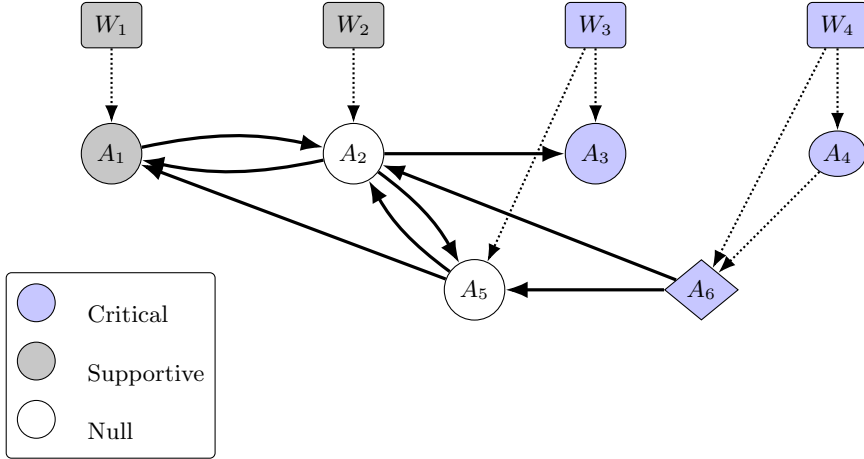 W₁ W₂ W₃ W₄
A₁ A₂ A₃ A₄
A₅ A₆
Critical
Supportive
Null